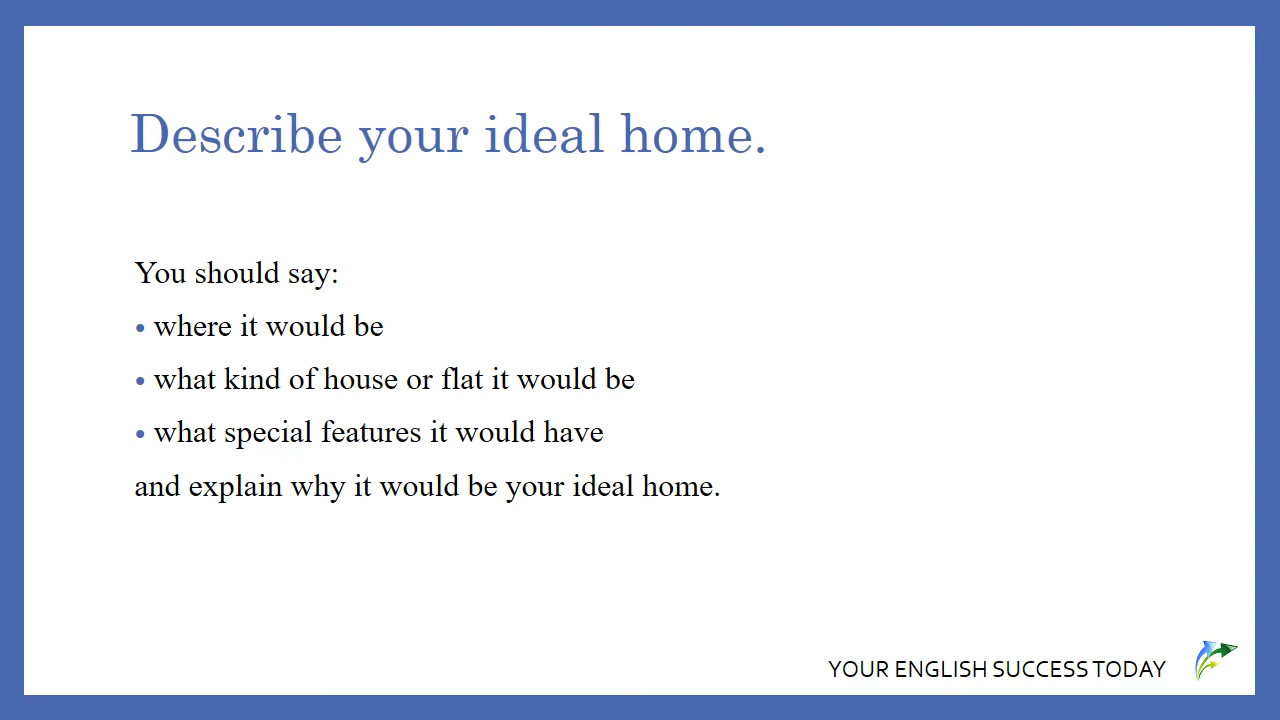 Describe your ideal home.
You should say:
• where it would be
• what kind of house or flat it would be
• what special features it would have
and explain why it would be your ideal home.
YOUR ENGLISH SUCCESS TODAY